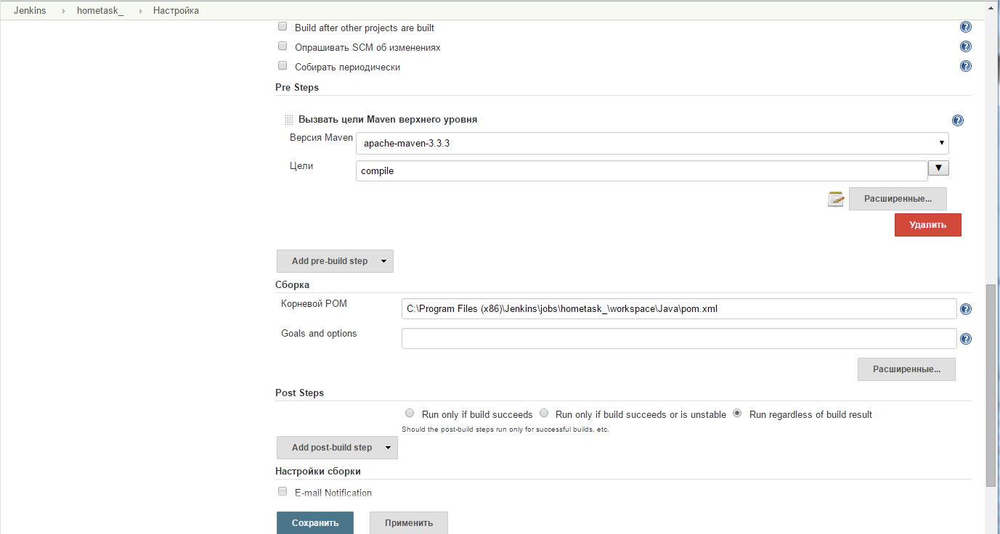 Jenkins hometask_ Настройка
Build after other projects are built
Опрашивать SCM об изменениях
Собирать периодически
Pre Steps
Вызвать цели Maven верхнего уровня
Версия Maven apache-maven-3.3.3
Цели compile
Расширенные...
Удалить
Add pre-build step
Сборка
Корневой POM C:\Program Files (x86)\Jenkins\jobs\hometask_\workspace\Java\pom.xml
Goals and options
Расширенные...
Post Steps
Run only if build succeeds Run only if build succeeds or is unstable Run regardless of build result
Should the post-build steps run only for successful builds, etc.
Add post-build step
Настройки сборки
E-mail Notification
Сохранить Применить